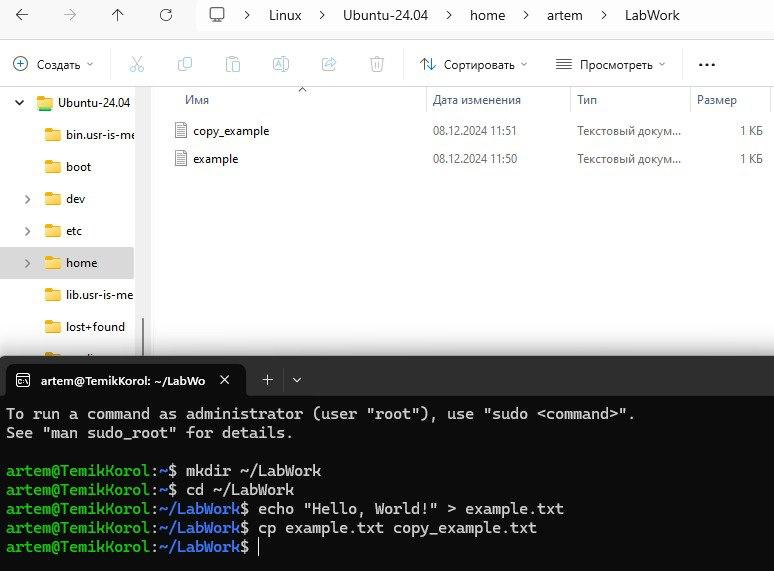 Linux Ubuntu-24.04 home artem LabWork
Создать Сортировать Просмотреть
Ubuntu-24.04
bin.usr-is-me
boot
dev
etc
home
lib.usr-is-me
lost+found
Имя Дата изменения Тип Размер
copy_example 08.12.2024 11:51 Текстовый докум... 1 КБ
example 08.12.2024 11:50 Текстовый докум... 1 КБ
artem@TemikKorol: ~/LabWo
To run a command as administrator (user "root"), use "sudo <command>".
See "man sudo_root" for details.
artem@TemikKorol:~$ mkdir ~/LabWork
artem@TemikKorol:~$ cd ~/LabWork
artem@TemikKorol:~/LabWork$ echo "Hello, World!" > example.txt
artem@TemikKorol:~/LabWork$ cp example.txt copy_example.txt
artem@TemikKorol:~/LabWork$